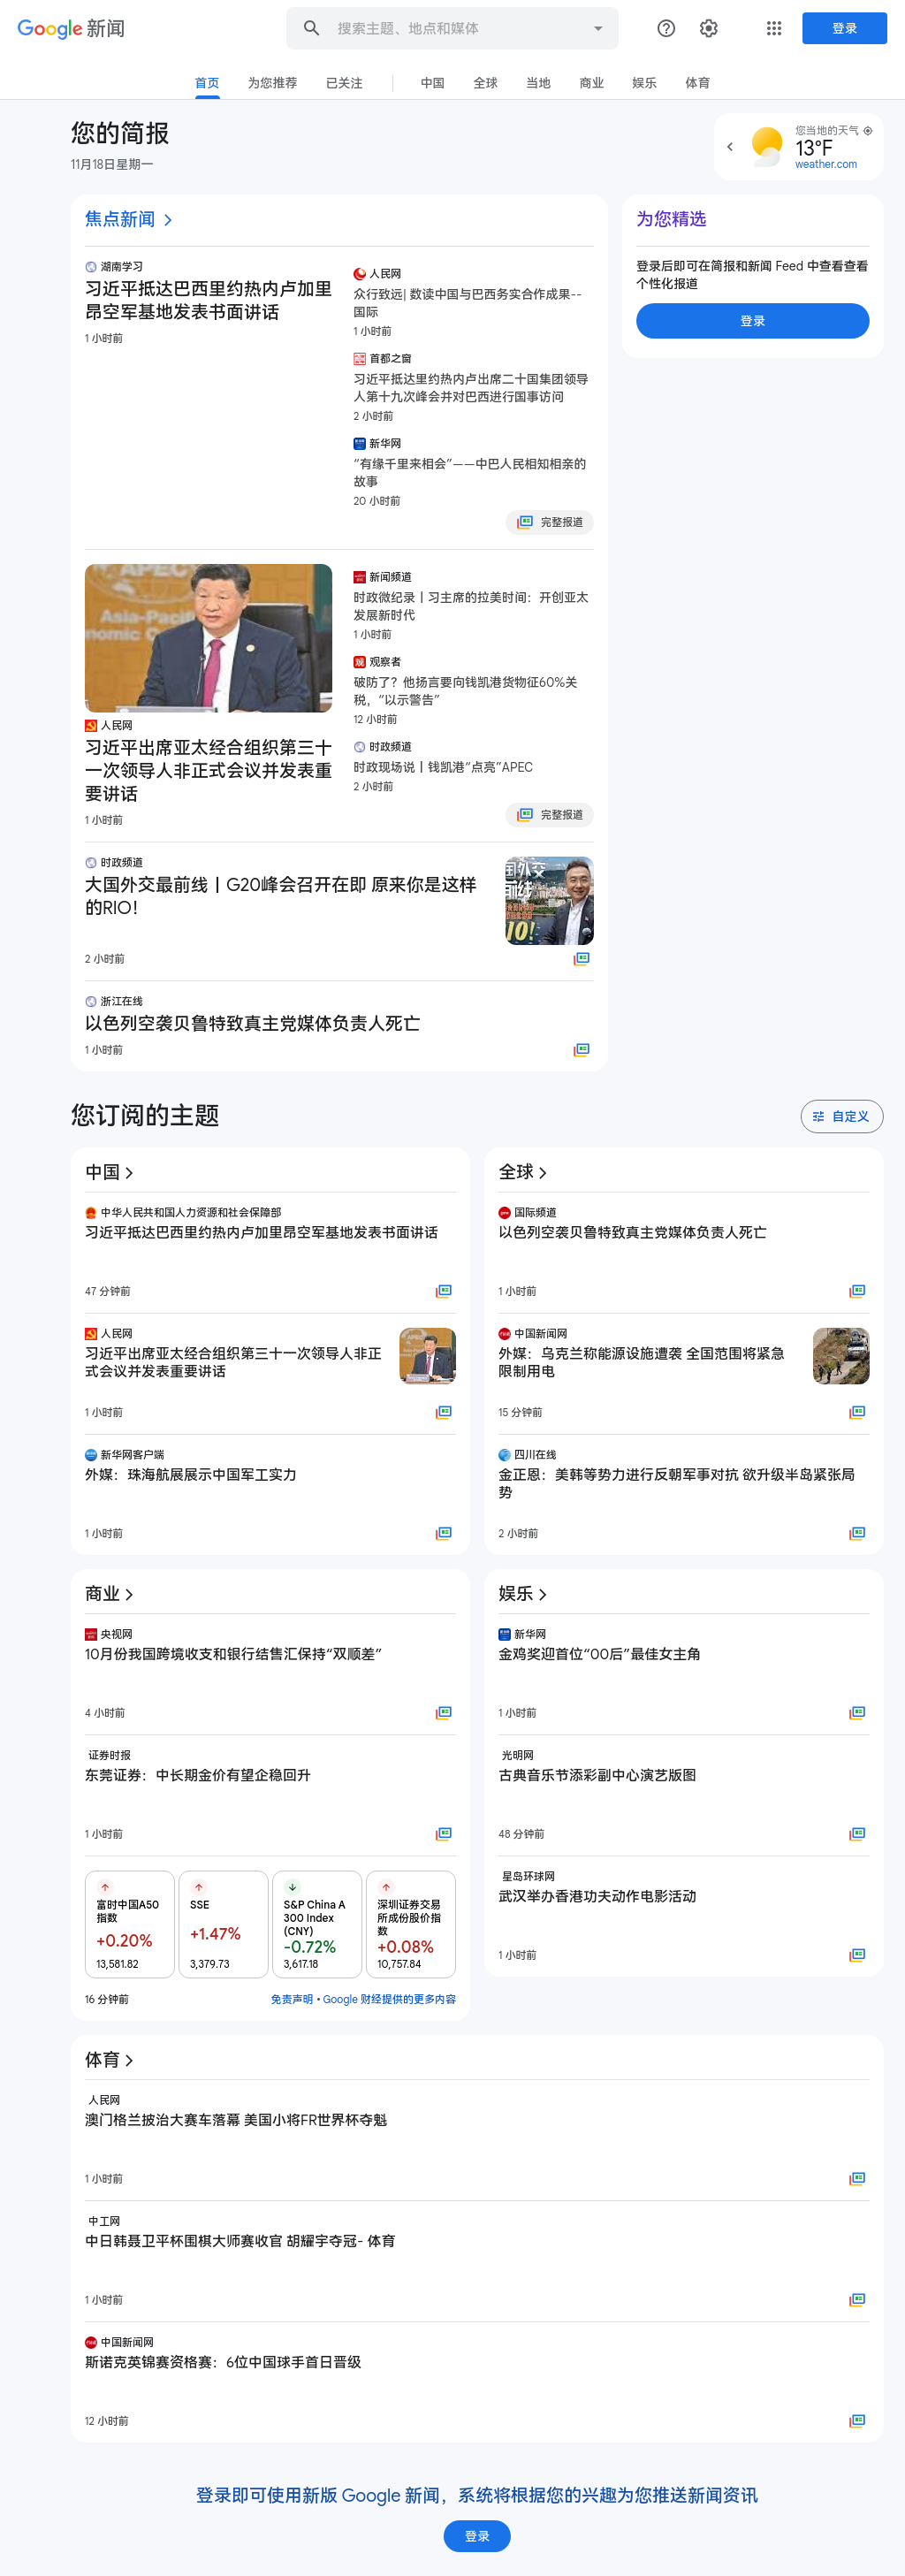 Google 新闻
搜索主题、地点和媒体
登录
首页 为您推荐 已关注 中国 全球 当地 商业 娱乐 体育
您的简报
11月18日星期一
您当地的天气
13°F
weather.com
焦点新闻
湖南学习
习近平抵达巴西里约热内卢加里
昂空军基地发表书面讲话
1 小时前
人民网
众行致远| 数读中国与巴西务实合作成果--
国际
1 小时前
首都之窗
习近平抵达里约热内卢出席二十国集团领导
人第十九次峰会并对巴西进行国事访问
2 小时前
新华网
“有缘千里来相会”——中巴人民相知相亲的
故事
20 小时前
完整报道
为您精选
登录后即可在简报和新闻 Feed 中查看查看
个性化报道
登录
人民网
习近平出席亚太经合组织第三十
一次领导人非正式会议并发表重
要讲话
1 小时前
新闻频道
时政微纪录丨习主席的拉美时间：开创亚太
发展新时代
1 小时前
观察者
破防了？他扬言要向钱凯港货物征60%关
税，“以示警告”
12 小时前
时政频道
时政现场说丨钱凯港“点亮”APEC
2 小时前
完整报道
时政频道
大国外交最前线丨G20峰会召开在即 原来你是这样
的RIO！
2 小时前
浙江在线
以色列空袭贝鲁特致真主党媒体负责人死亡
1 小时前
您订阅的主题
自定义
中国
中华人民共和国人力资源和社会保障部
习近平抵达巴西里约热内卢加里昂空军基地发表书面讲话
47 分钟前
人民网
习近平出席亚太经合组织第三十一次领导人非正
式会议并发表重要讲话
1 小时前
新华网客户端
外媒：珠海航展展示中国军工实力
1 小时前
全球
国际频道
以色列空袭贝鲁特致真主党媒体负责人死亡
1 小时前
中国新闻网
外媒：乌克兰称能源设施遭袭 全国范围将紧急
限制用电
15 分钟前
四川在线
金正恩：美韩等势力进行反朝军事对抗 欲升级半岛紧张局
势
2 小时前
商业
央视网
10月份我国跨境收支和银行结售汇保持“双顺差”
4 小时前
证券时报
东莞证券：中长期金价有望企稳回升
1 小时前
富时中国A50
指数
+0.20%
13,581.82
SSE
+1.47%
3,379.73
S&P China A
300 Index
(CNY)
-0.72%
3,617.18
深圳证券交易
所成份股价指
数
+0.08%
10,757.84
16 分钟前
免责声明 • Google 财经提供的更多内容
娱乐
新华网
金鸡奖迎首位“00后”最佳女主角
1 小时前
光明网
古典音乐节添彩副中心演艺版图
48 分钟前
星岛环球网
武汉举办香港功夫动作电影活动
1 小时前
体育
人民网
澳门格兰披治大赛车落幕 美国小将FR世界杯夺魁
1 小时前
中工网
中日韩聂卫平杯围棋大师赛收官 胡耀宇夺冠- 体育
1 小时前
中国新闻网
斯诺克英锦赛资格赛：6位中国球手首日晋级
12 小时前
登录即可使用新版 Google 新闻，系统将根据您的兴趣为您推送新闻资讯
登录